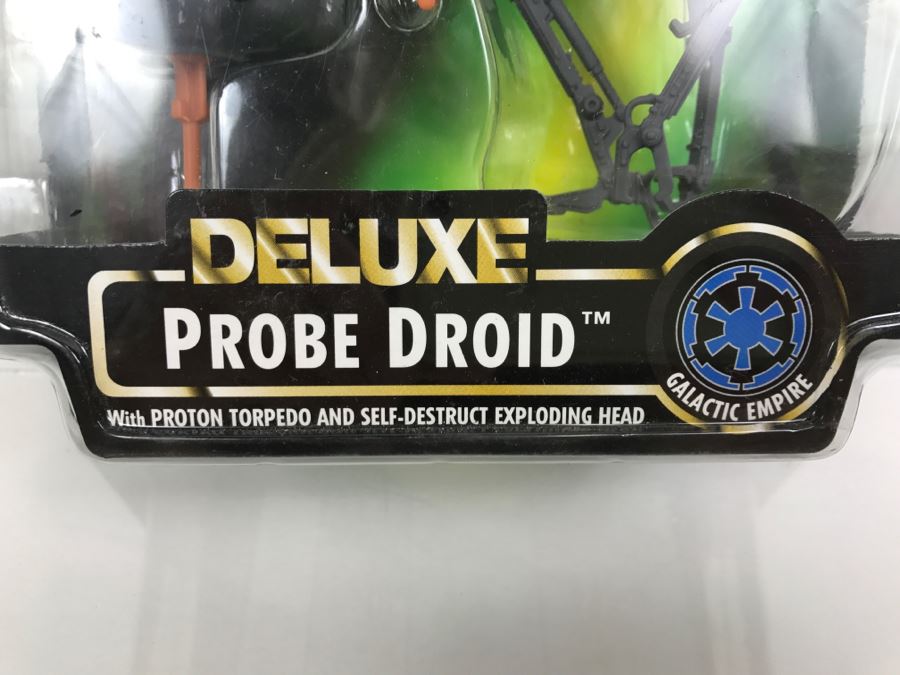 DELUXE
PROBE DROID™
GALACTIC EMPIRE
With PROTON TORPEDO AND SELF-DESTRUCT EXPLODING HEAD